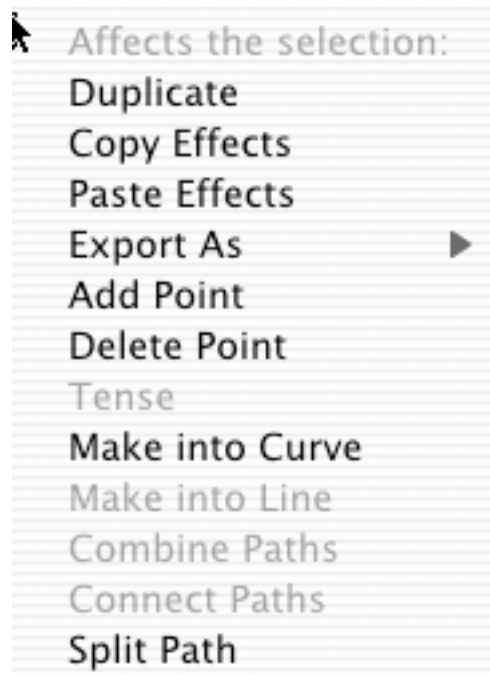 Affects the selection:
Duplicate
Copy Effects
Paste Effects
Export As
Add Point
Delete Point
Tense
Make into Curve
Make into Line
Combine Paths
Connect Paths
Split Path